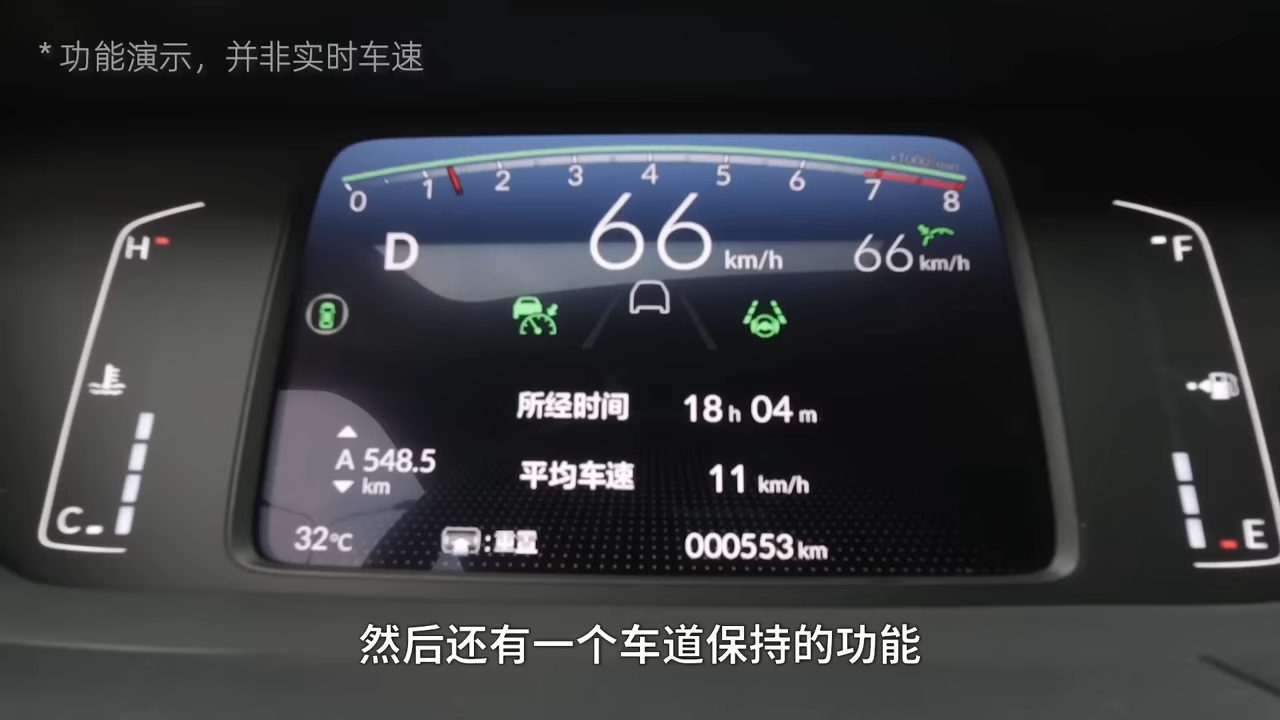 * 功能演示，并非实时车速
0 1 2 3 4 5 6 7 8
D 66 km/h 66 km/h
H F
所经时间 18 h 04 m
A 548.5 km
平均车速 11 km/h
C E
32°C :重置 000553 km
然后还有一个车道保持的功能